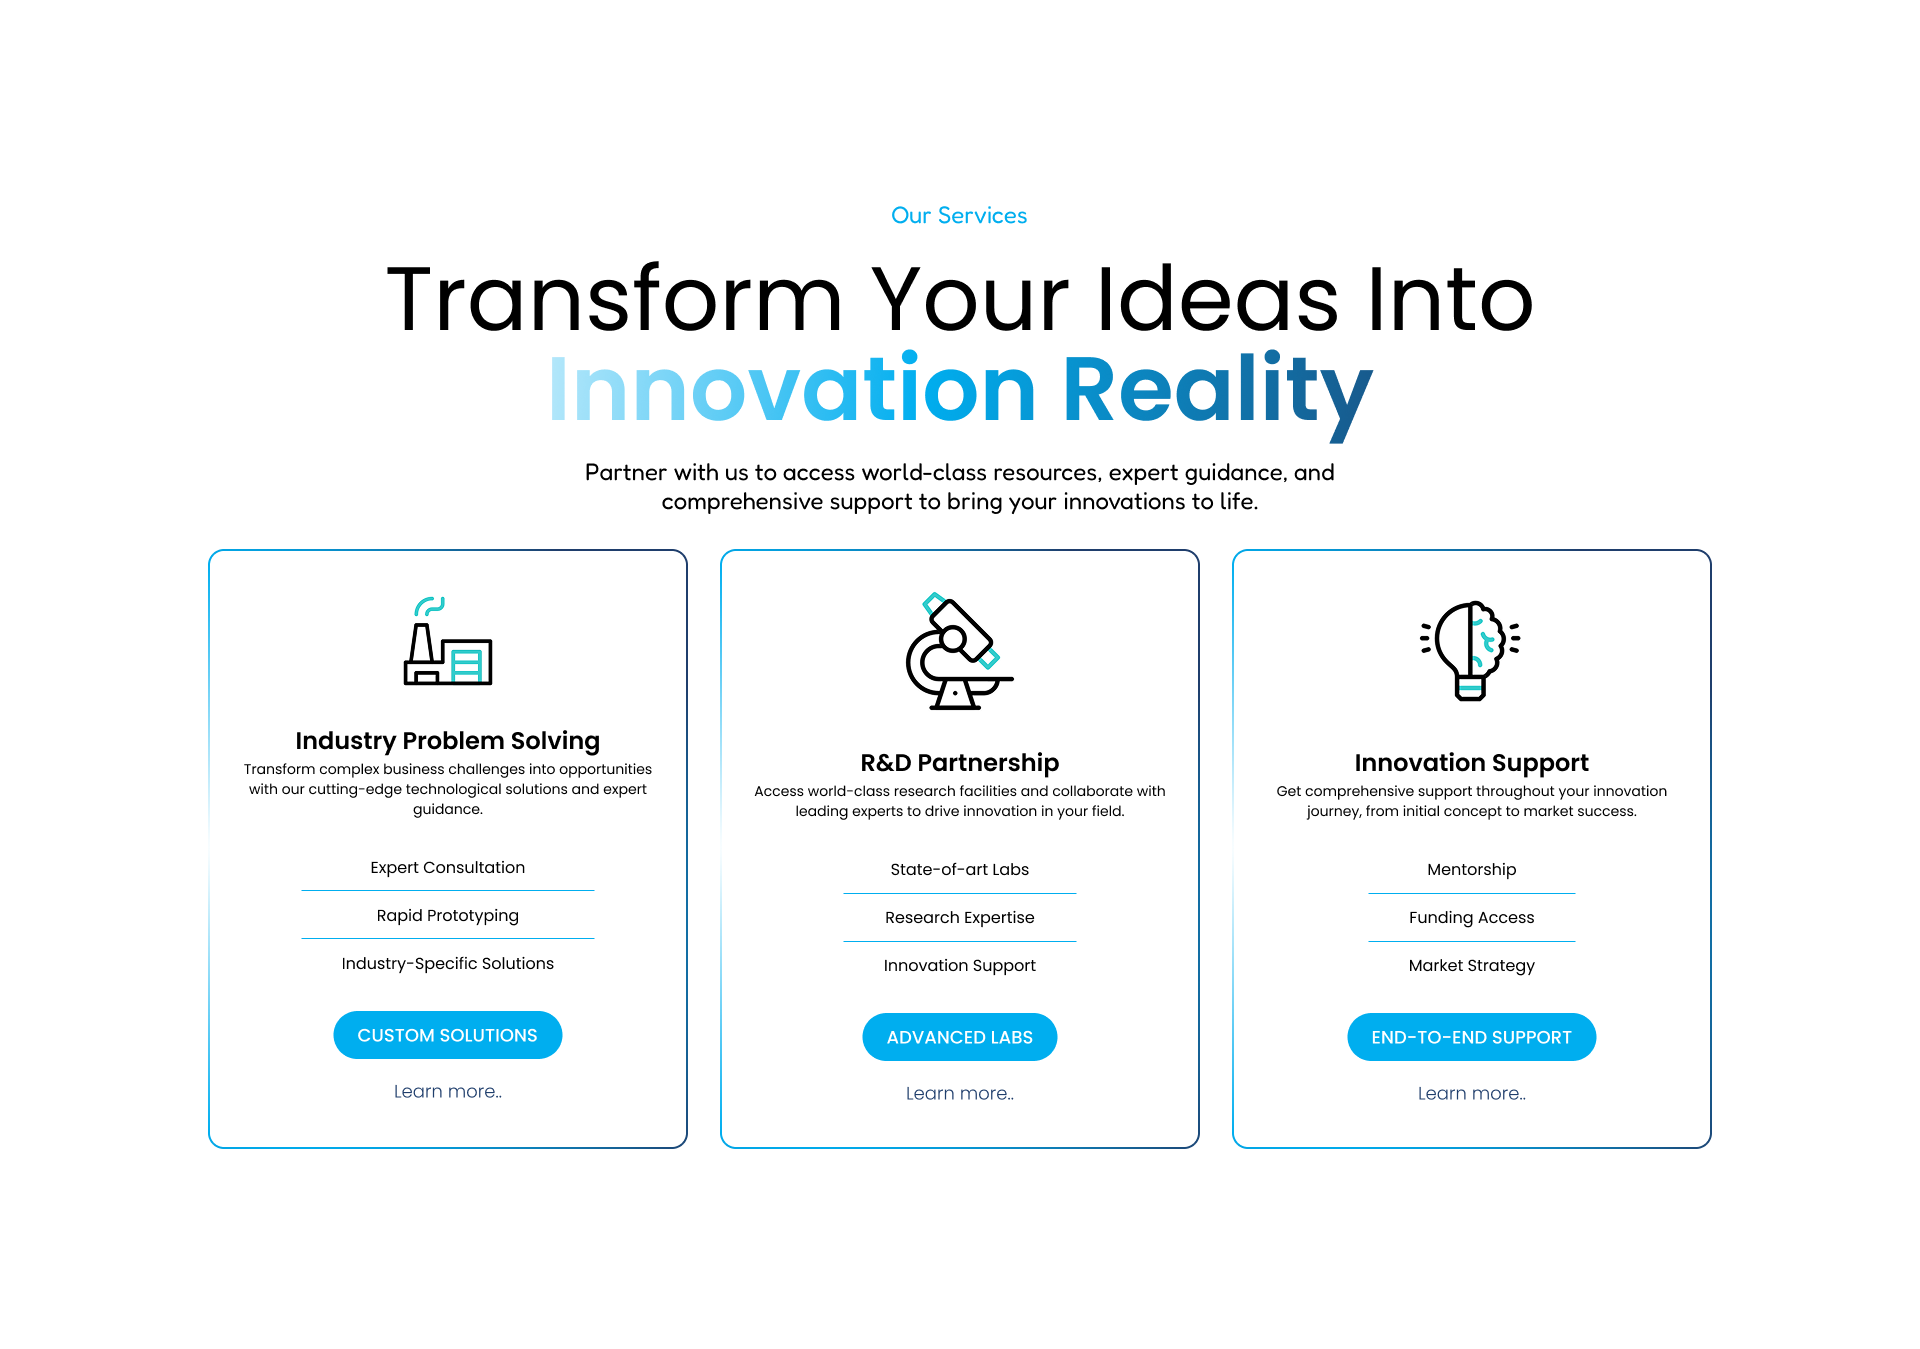 Our Services
Transform Your Ideas Into
Innovation Reality
Partner with us to access world-class resources, expert guidance, and
comprehensive support to bring your innovations to life.
Industry Problem Solving
Transform complex business challenges into opportunities
with our cutting-edge technological solutions and expert
guidance.
Expert Consultation
Rapid Prototyping
Industry-Specific Solutions
CUSTOM SOLUTIONS
Learn more..
R&D Partnership
Access world-class research facilities and collaborate with
leading experts to drive innovation in your field.
State-of-art Labs
Research Expertise
Innovation Support
ADVANCED LABS
Learn more..
Innovation Support
Get comprehensive support throughout your innovation
journey, from initial concept to market success.
Mentorship
Funding Access
Market Strategy
END-TO-END SUPPORT
Learn more..